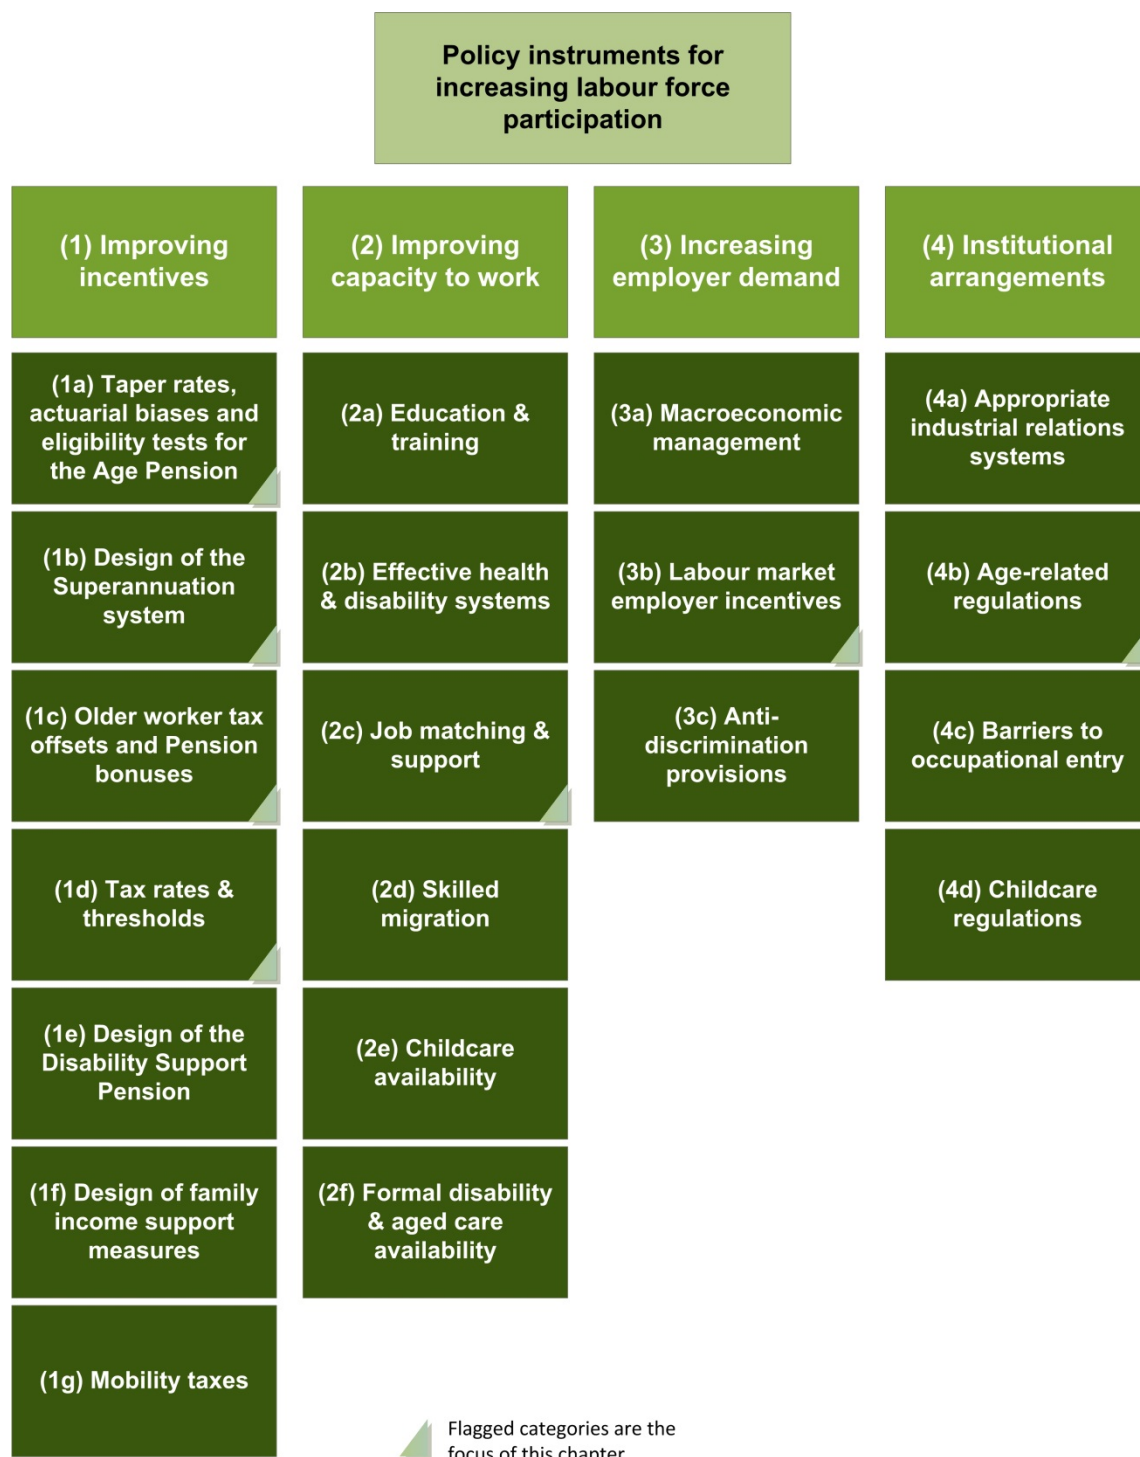 Policy instruments for
increasing labour force
participation
(1) Improving
incentives
(1a) Taper rates,
actuarial biases and
eligibility tests for
the Age Pension
(1b) Design of the
Superannuation
system
(1c) Older worker tax
offsets and Pension
bonuses
(1d) Tax rates &
thresholds
(1e) Design of the
Disability Support
Pension
(1f) Design of family
income support
measures
(1g) Mobility taxes
(2) Improving
capacity to work
(2a) Education &
training
(2b) Effective health
& disability systems
(2c) Job matching &
support
(2d) Skilled
migration
(2e) Childcare
availability
(2f) Formal disability
& aged care
availability
(3) Increasing
employer demand
(3a) Macroeconomic
management
(3b) Labour market
employer incentives
(3c) Anti-
discrimination
provisions
(4) Institutional
arrangements
(4a) Appropriate
industrial relations
systems
(4b) Age-related
regulations
(4c) Barriers to
occupational entry
(4d) Childcare
regulations
Flagged categories are the
focus of this chapter